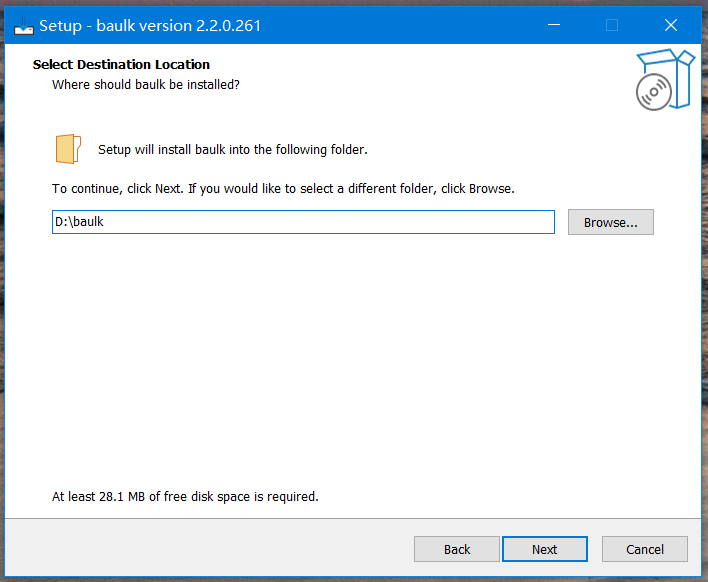 Setup - baulk version 2.2.0.261
Select Destination Location
Where should baulk be installed?
Setup will install baulk into the following folder.
To continue, click Next. If you would like to select a different folder, click Browse.
D:\baulk
Browse...
At least 28.1 MB of free disk space is required.
Back
Next
Cancel